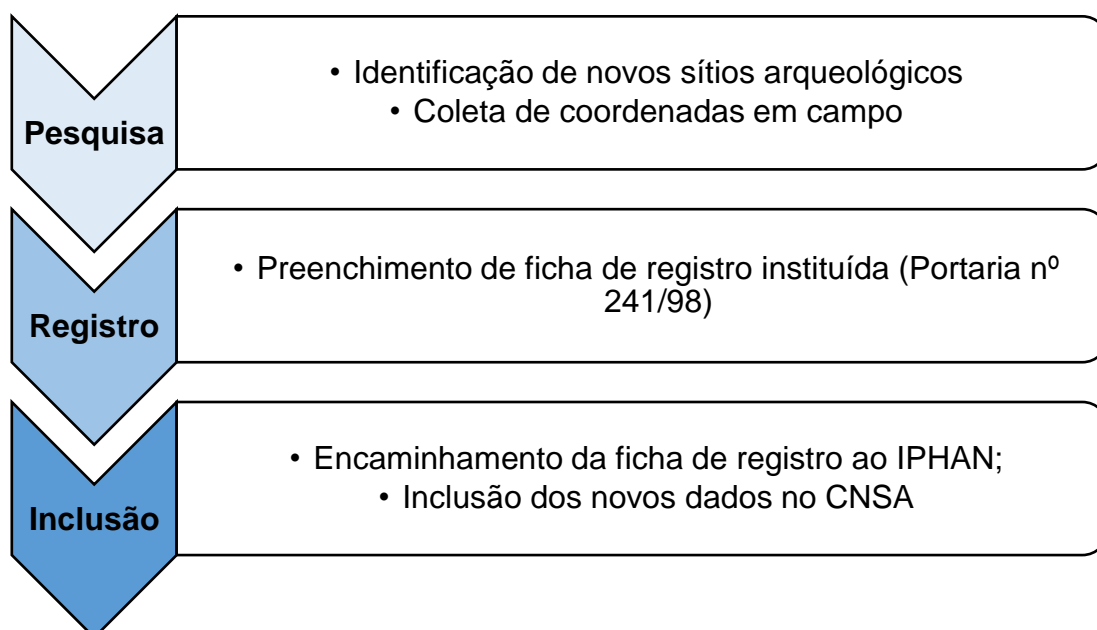 Pesquisa
• Identificação de novos sítios arqueológicos
• Coleta de coordenadas em campo
Registro
• Preenchimento de ficha de registro instituída (Portaria nº
241/98)
Inclusão
• Encaminhamento da ficha de registro ao IPHAN;
• Inclusão dos novos dados no CNSA